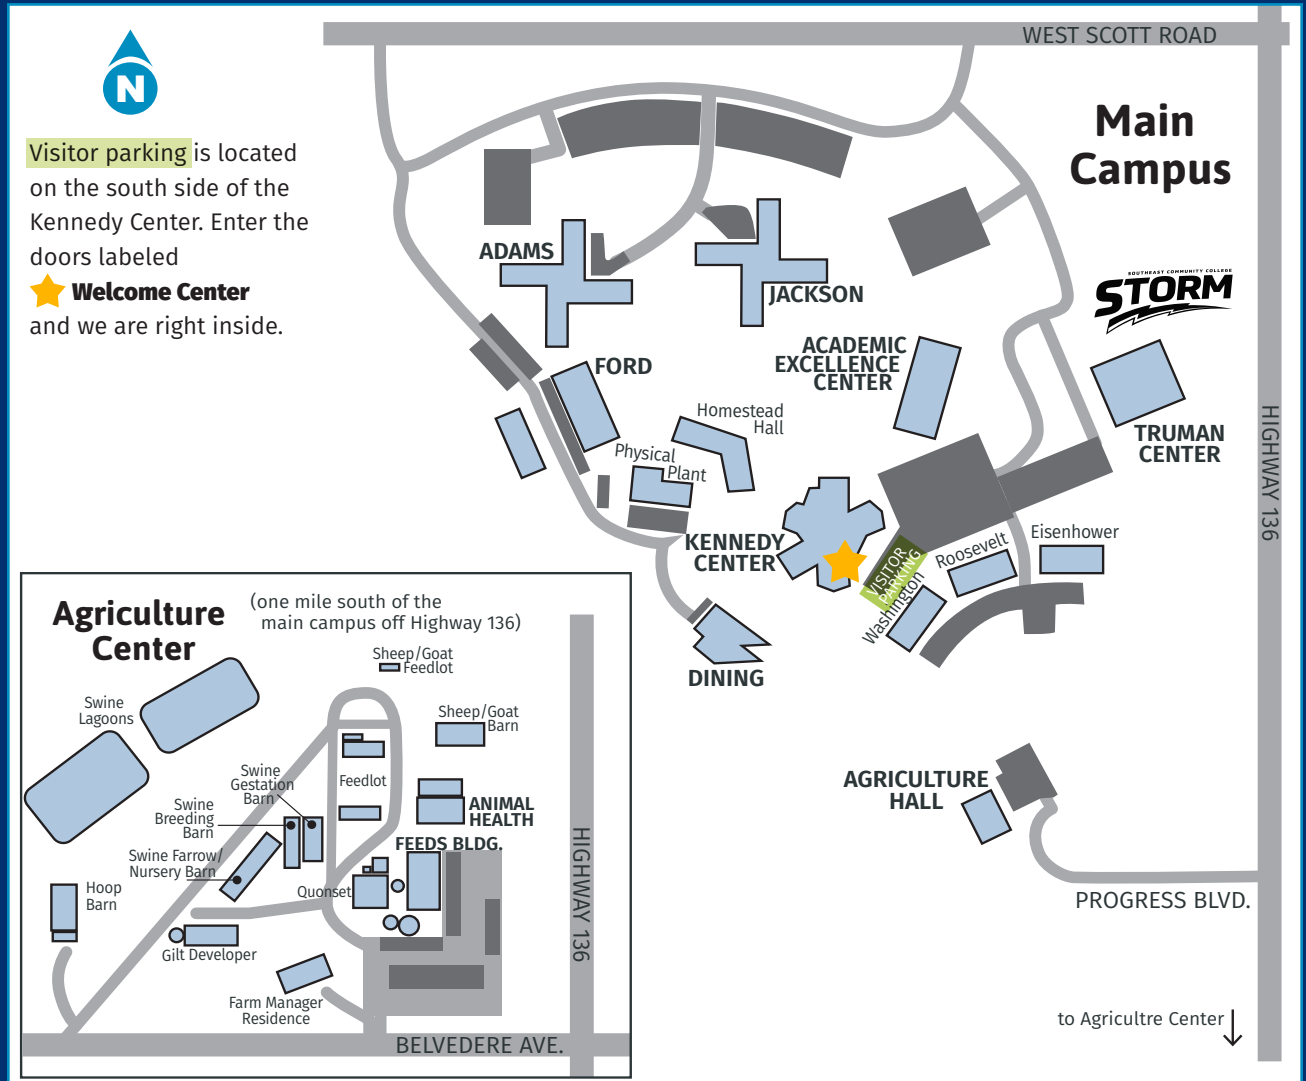 WEST SCOTT ROAD
N
Main
Campus
Visitor parking is located
on the south side of the
Kennedy Center. Enter the
doors labeled
Welcome Center
and we are right inside.
ADAMS
JACKSON
SOUTHEAST COMMUNITY COLLEGE
STORM
FORD
ACADEMIC
EXCELLENCE
CENTER
Homestead
Hall
Physical
Plant
TRUMAN
CENTER
HIGHWAY 136
KENNEDY
CENTER
VISITOR
PARKING
Washington
Roosevelt
Eisenhower
DINING
AGRICULTURE
HALL
PROGRESS BLVD.
to Agricultre Center
Agriculture
Center
(one mile south of the
main campus off Highway 136)
Sheep/Goat
Feedlot
Swine
Lagoons
Sheep/Goat
Barn
Swine
Gestation
Barn
Feedlot
Swine
Breeding
Barn
ANIMAL
HEALTH
FEEDS BLDG.
Swine Farrow/
Nursery Barn
Quonset
Hoop
Barn
HIGHWAY 136
Gilt Developer
Farm Manager
Residence
BELVEDERE AVE.